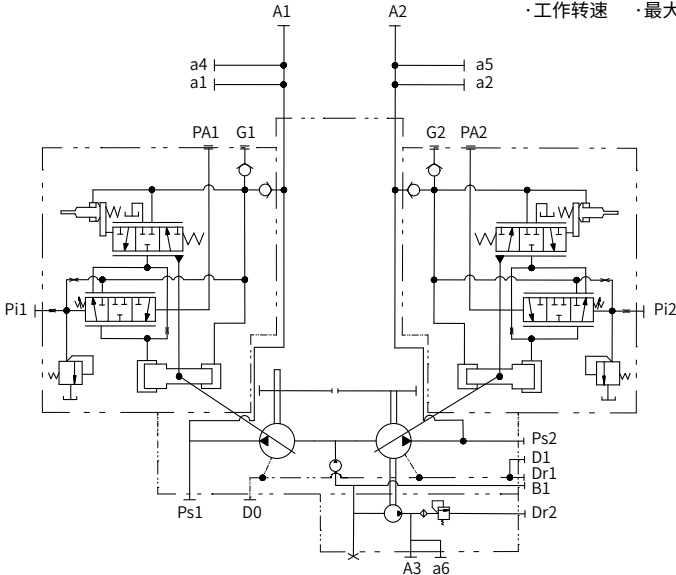 A1 A2 ·工作转速 ·最大
a4 a5
a1 a2
PA1 G1 G2 PA2
Pi1 Pi2
Ps2
D1
Dr1
B1
Ps1 D0 Dr2
A3 a6